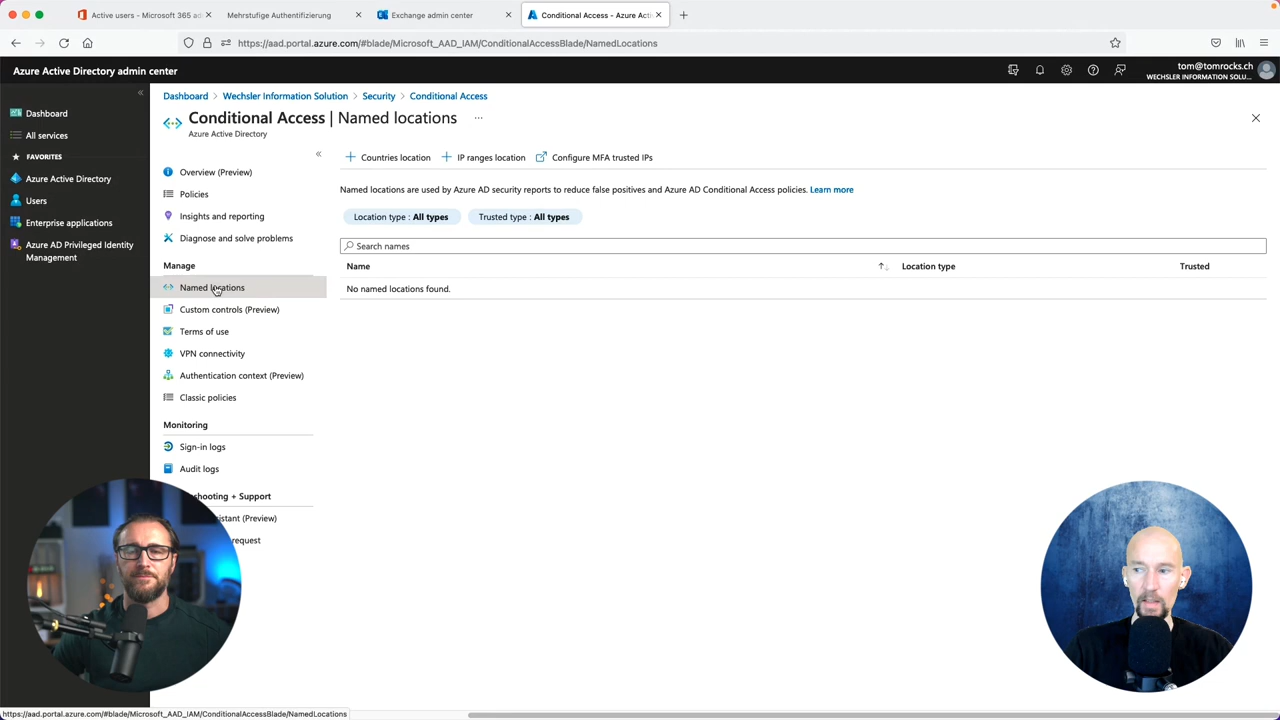 Active users - Microsoft 365 ad
Mehrstufige Authentifizierung
Exchange admin center
Conditional Access - Azure Act
https://aad.portal.azure.com/#blade/Microsoft_AAD_IAM/ConditionalAccessBlade/NamedLocations
Azure Active Directory admin center
tom@tomrocks.ch
WECHSLER INFORMATION SOLU...
Dashboard
All services
FAVORITES
Azure Active Directory
Users
Enterprise applications
Azure AD Privileged Identity
Management
Dashboard > Wechsler Information Solution > Security > Conditional Access
Conditional Access | Named locations ...
Azure Active Directory
Overview (Preview)
Policies
Insights and reporting
Diagnose and solve problems
Manage
Named locations
Custom controls (Preview)
Terms of use
VPN connectivity
Authentication context (Preview)
Classic policies
Monitoring
Sign-in logs
Audit logs
shooting + Support
istant (Preview)
request
Countries location
IP ranges location
Configure MFA trusted IPs
Named locations are used by Azure AD security reports to reduce false positives and Azure AD Conditional Access policies. Learn more
Location type : All types
Trusted type : All types
Search names
Name
Location type
Trusted
No named locations found.
https://aad.portal.azure.com/#blade/Microsoft_AAD_IAM/ConditionalAccessBlade/NamedLocations